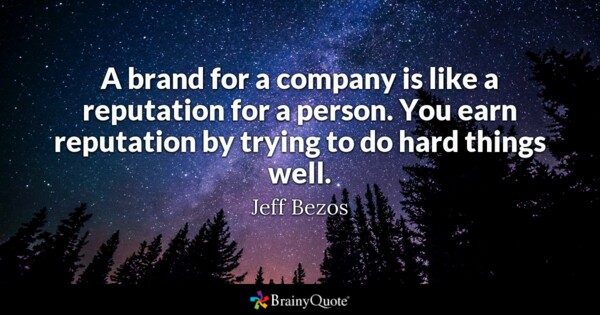 A brand for a company is like a
reputation for a person. You earn
reputation by trying to do hard things
well.
Jeff Bezos
BrainyQuote